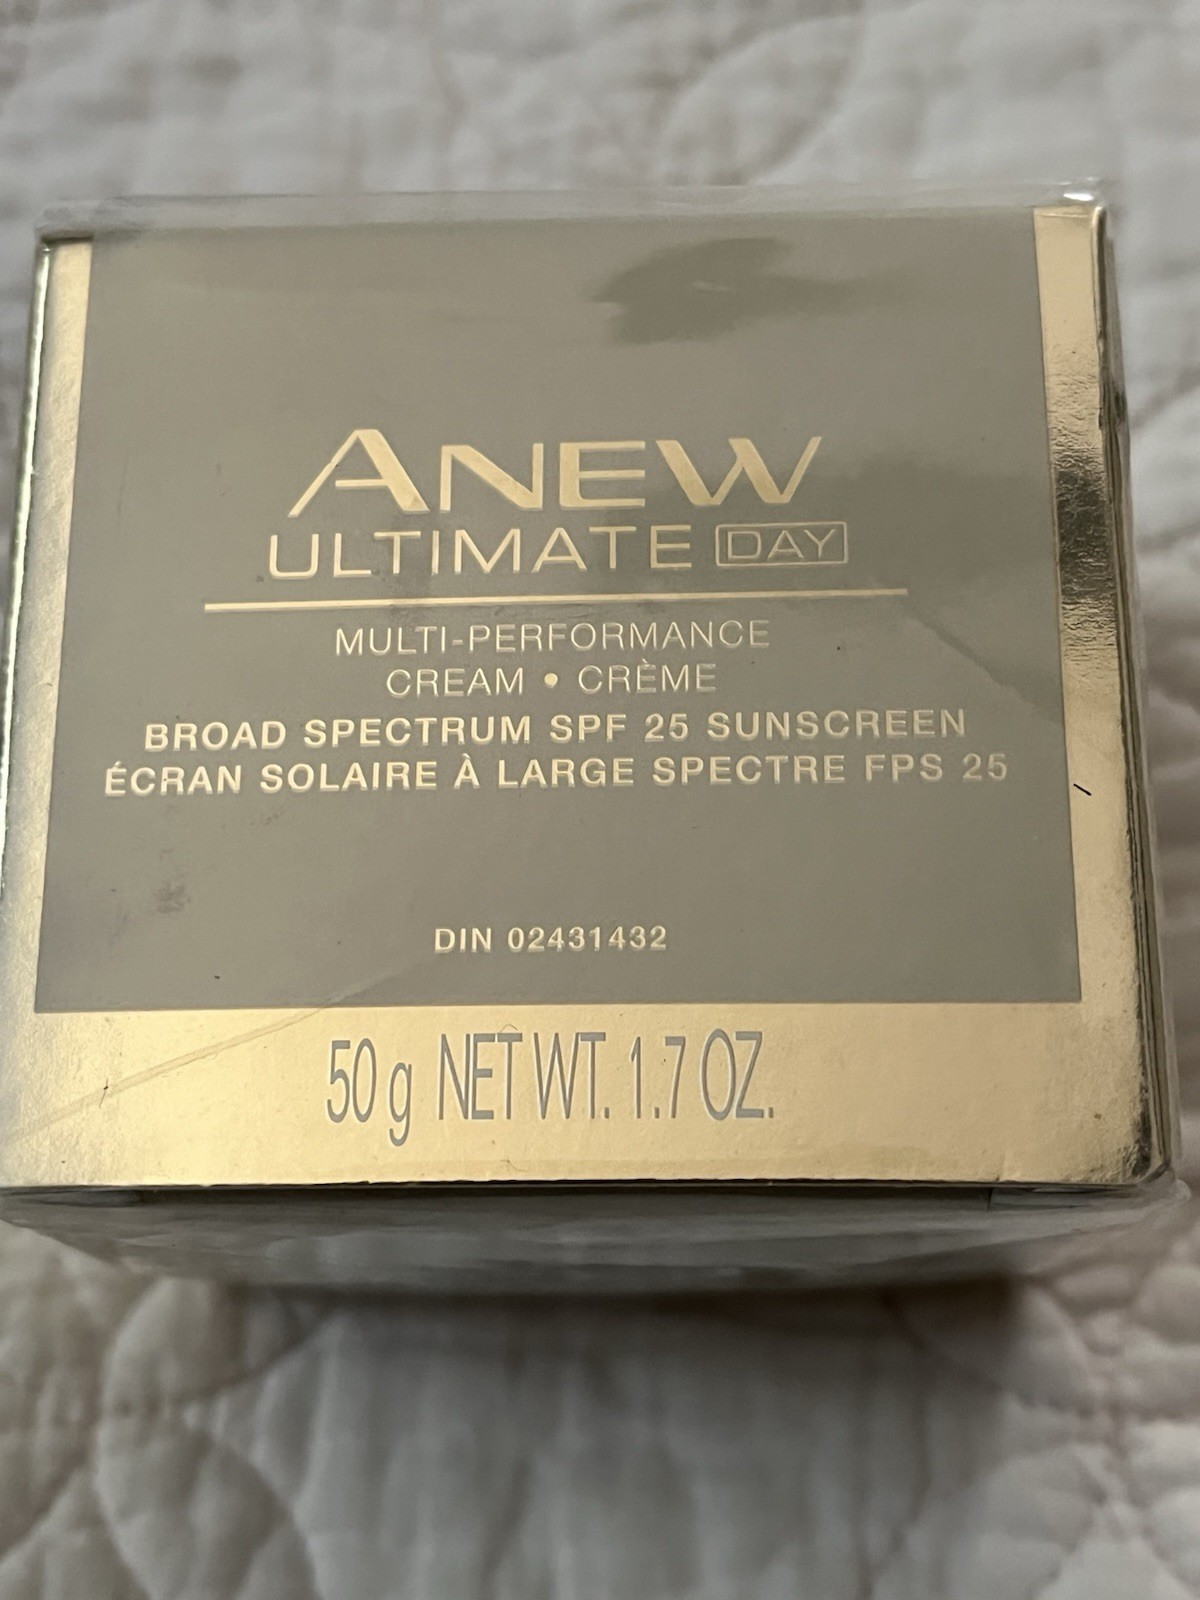 ANEW
ULTIMATE DAY
MULTI-PERFORMANCE
CREAM • CRÈME
BROAD SPECTRUM SPF 25 SUNSCREEN
ÉCRAN SOLAIRE À LARGE SPECTRE FPS 25
DIN 02431432
50 g NET WT. 1.7 OZ.